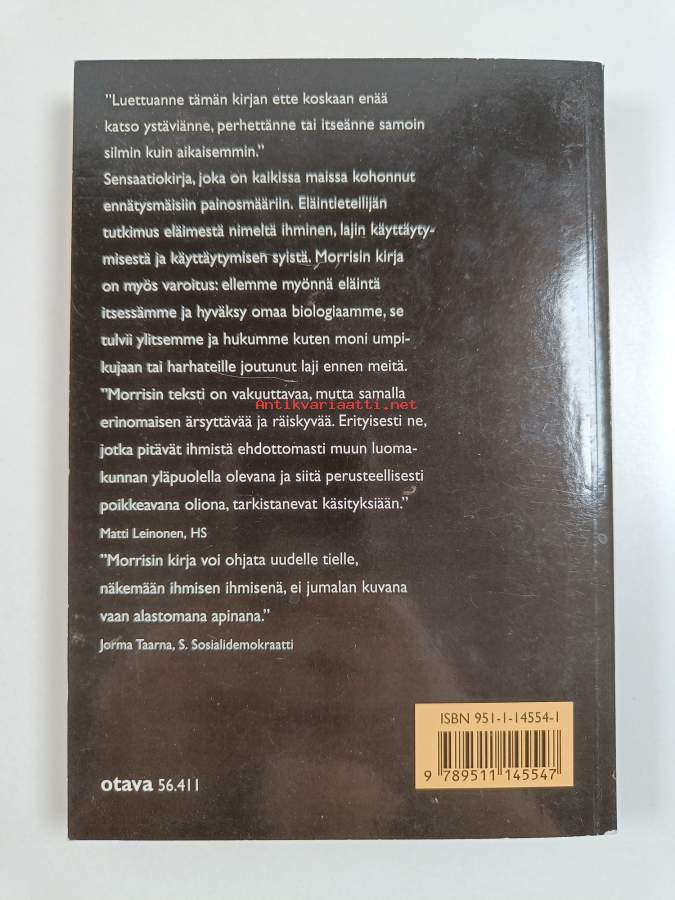 "Luettuanne tämän kirjan ette koskaan enää
katso ystäviänne, perhettänne tai itseänne samoin
silmin kuin aikaisemmin."
Sensaatiokirja, joka on kaikissa maissa kohonnut
ennätysmäisiin painosmääriin. Eläintieteilijän
tutkimus eläimestä nimeltä ihminen, lajin käyttäyty-
misestä ja käyttäytymisen syistä. Morrisin kirja
on myös varoitus: ellemme myönnä eläintä
itsessämme ja hyväksy omaa biologiaamme, se
tulvii ylitsemme ja hukumme kuten moni umpi-
kujaan tai harhateille joutunut laji ennen meitä.
"Morrisin teksti on vakuuttavaa, mutta samalla
Antikvariaatti.net
erinomaisen ärsyttävää ja räiskyvää. Erityisesti ne,
jotka pitävät ihmistä ehdottomasti muun luoma-
kunnan yläpuolella olevana ja siitä perusteellisesti
poikkeavana oliona, tarkistanevat käsityksiään."
Matti Leinonen, HS
"Morrisin kirja voi ohjata uudelle tielle,
näkemään ihmisen ihmisenä, ei jumalan kuvana
vaan alastomana apinana."
Jorma Taarna, S. Sosialidemokraatti
ISBN 951-1-14554-1
9 789511 145547
otava 56.411